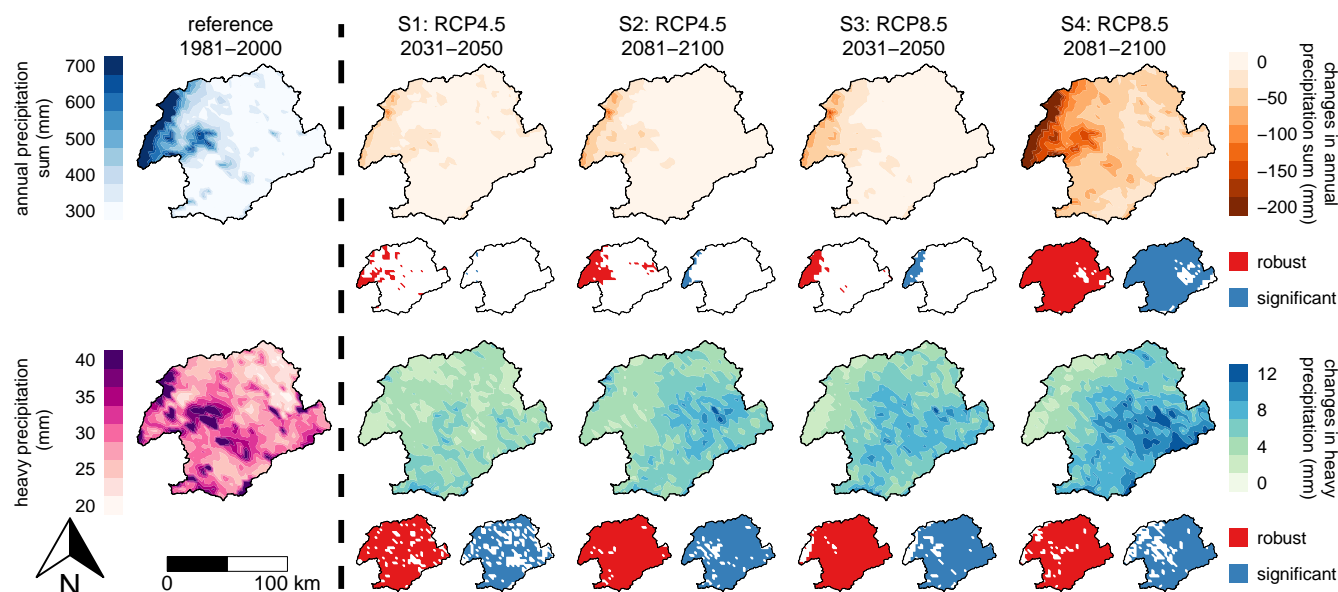 reference
1981−2000
S1: RCP4.5
2031−2050
S2: RCP4.5
2081−2100
S3: RCP8.5
2031−2050
S4: RCP8.5
2081−2100
annual precipitation
sum (mm)
700
600
500
400
300
0
−50
−100
−150
−200
changes in annual
precipitation sum (mm)
robust
significant
heavy precipitation
(mm)
40
35
30
25
20
12
8
4
0
changes in heavy
precipitation (mm)
robust
significant
N
0
100 km